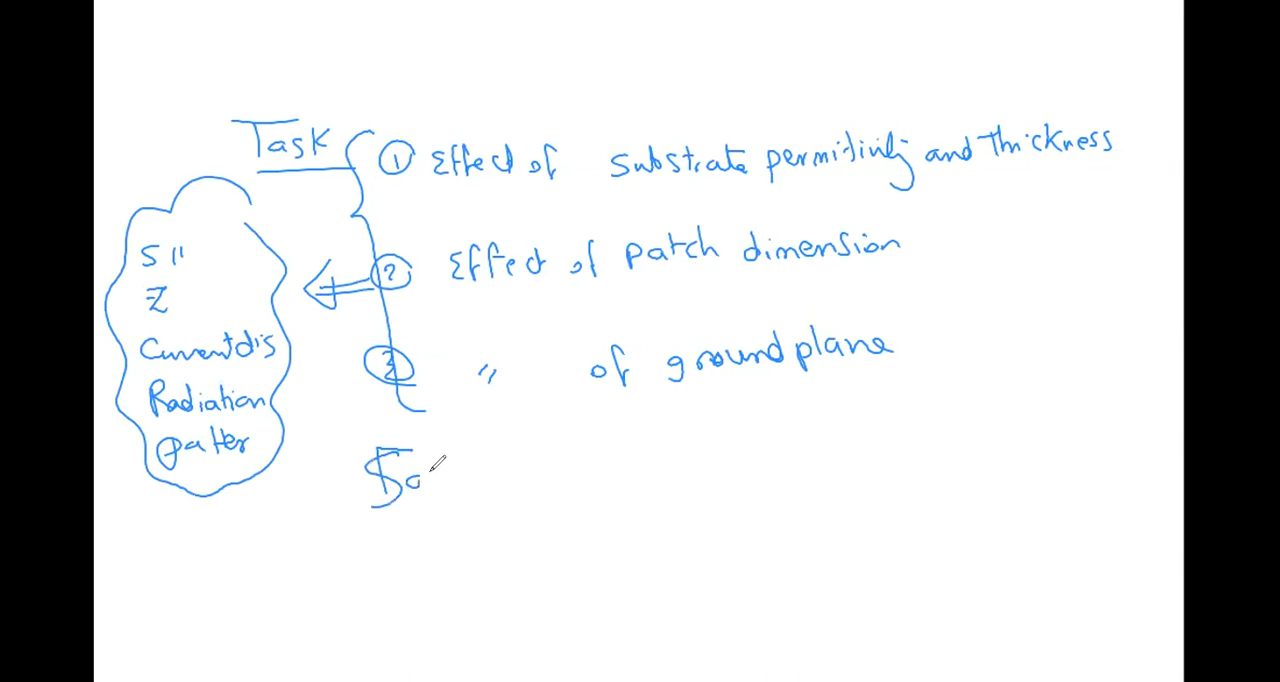 Task
① Effect of substrate permitivity and thickness
② Effect of patch dimension
③ " of ground plane
S11
Z
Current dis
Radiation
patter